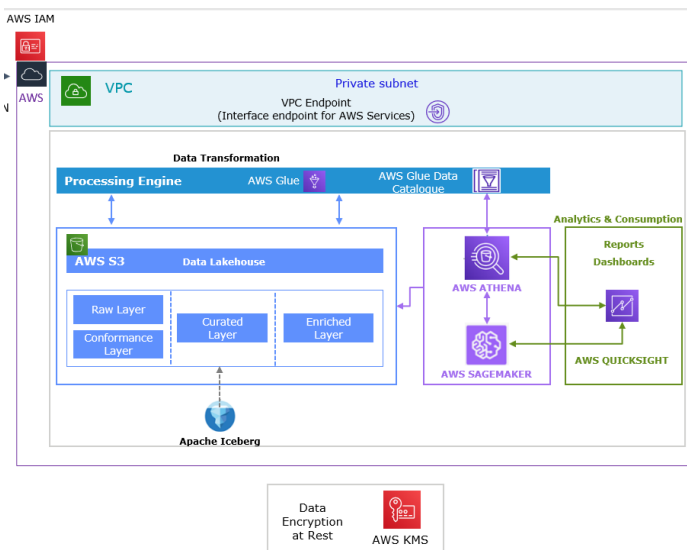 AWS IAM
AWS
N
VPC
Private subnet
VPC Endpoint
(Interface endpoint for AWS Services)
Data Transformation
Processing Engine
AWS Glue
AWS Glue Data
Catalogue
AWS S3
Data Lakehouse
Raw Layer
Conformance
Layer
Curated
Layer
Enriched
Layer
Apache Iceberg
AWS ATHENA
AWS SAGEMAKER
Analytics & Consumption
Reports
Dashboards
AWS QUICKSIGHT
Data
Encryption
at Rest
AWS KMS